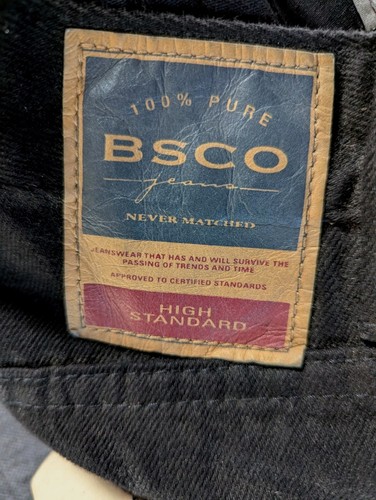 100% PURE
BSCO
jeans
NEVER MATCHED
JEANSWEAR THAT HAS AND WILL SURVIVE THE
PASSING OF TRENDS AND TIME
APPROVED TO CERTIFIED STANDARDS
HIGH
STANDARD